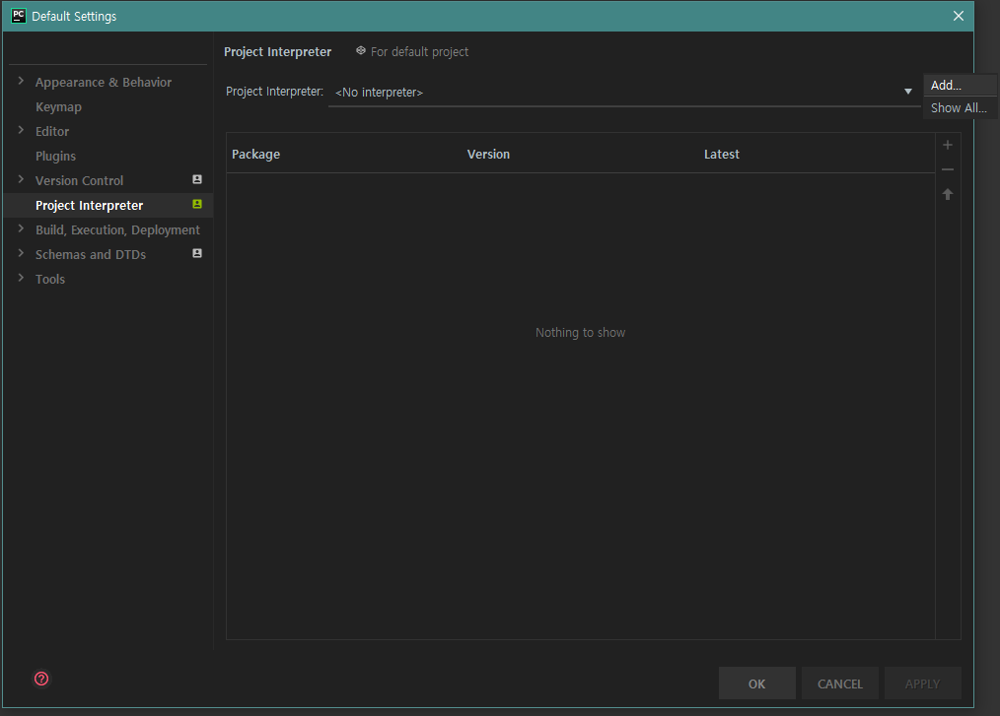 PC Default Settings
Project Interpreter For default project
Project Interpreter: <No interpreter>
Add...
Show All...
Appearance & Behavior
Keymap
Editor
Plugins
Version Control
Project Interpreter
Build, Execution, Deployment
Schemas and DTDs
Tools
Package Version Latest
Nothing to show
?
OK CANCEL APPLY